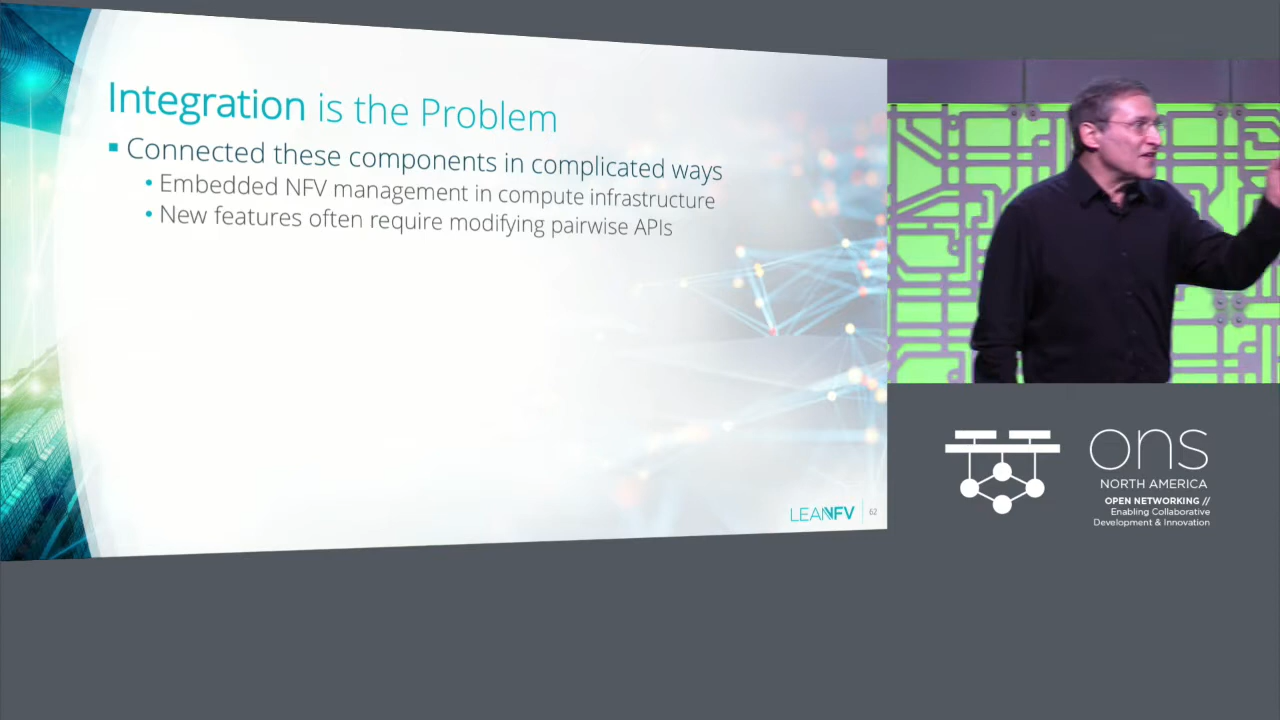 Integration is the Problem
Connected these components in complicated ways
Embedded NFV management in compute infrastructure
New features often require modifying pairwise APIs
LEANFV
62
ons
NORTH AMERICA
OPEN NETWORKING //
Enabling Collaborative
Development & Innovation